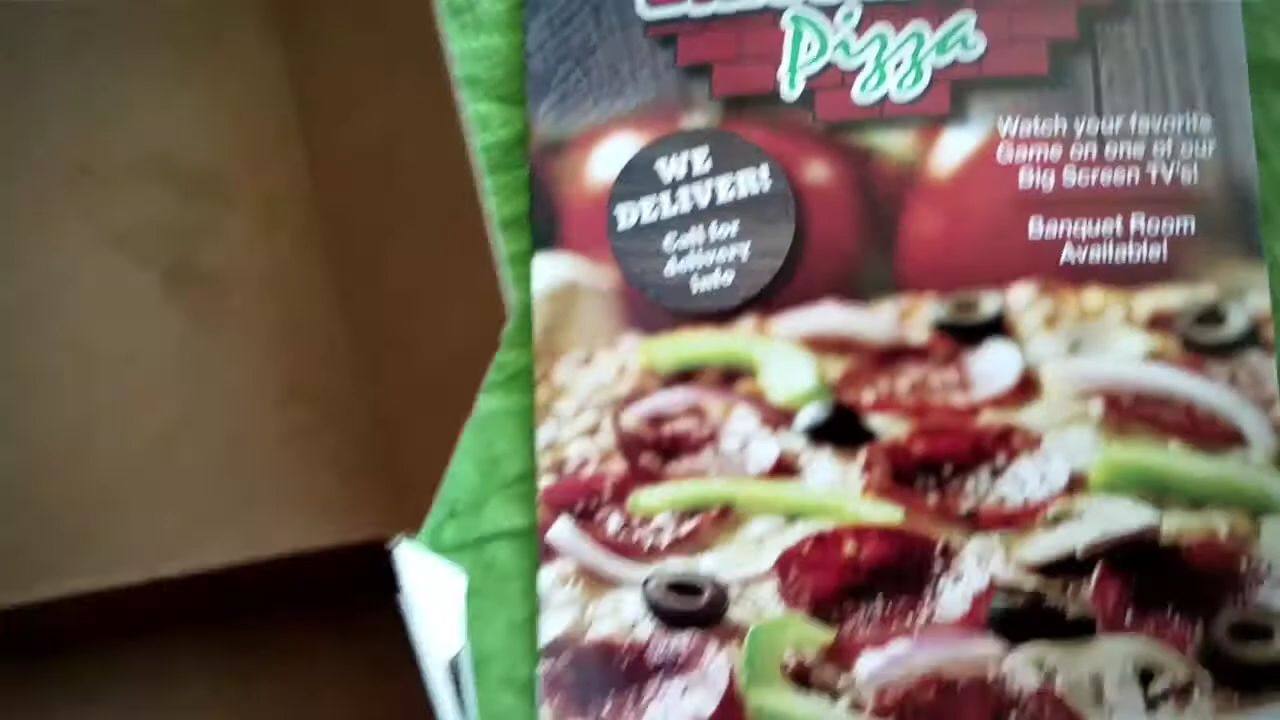 Pizza
WE
DELIVER!
Call for
delivery
info
Watch your favorite
Game on one of our
Big Screen TV's!
Banquet Room
Available!